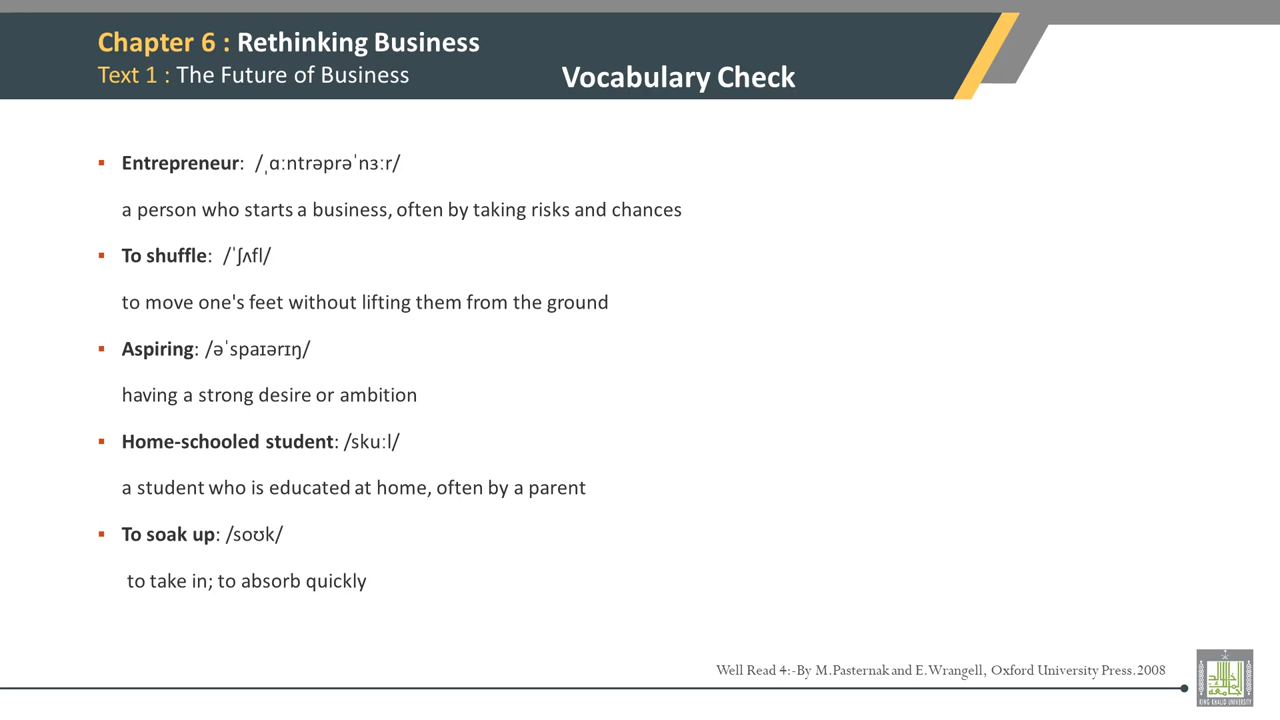 Chapter 6 : Rethinking Business
Text 1 : The Future of Business
Vocabulary Check
▪ Entrepreneur: /ˌɑːntrəprəˈnɜːr/
a person who starts a business, often by taking risks and chances
▪ To shuffle: /ˈʃʌfl/
to move one's feet without lifting them from the ground
▪ Aspiring: /əˈspaɪərɪŋ/
having a strong desire or ambition
▪ Home-schooled student: /skuːl/
a student who is educated at home, often by a parent
▪ To soak up: /soʊk/
to take in; to absorb quickly
Well Read 4:-By M.Pasternak and E.Wrangell, Oxford University Press.2008
KING KHALID UNIVERSITY